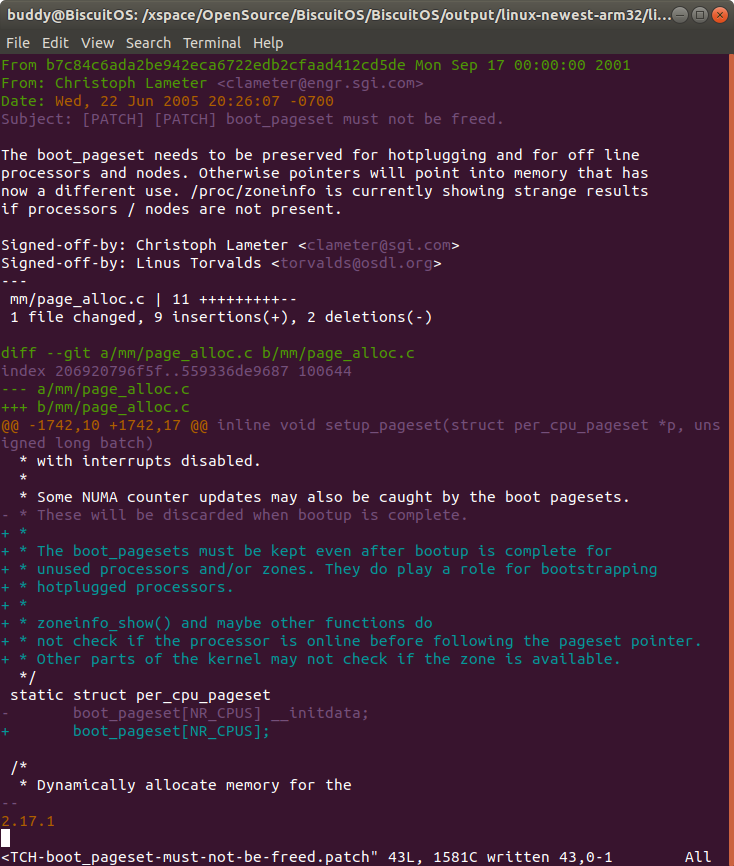 buddy@BiscuitOS: /xspace/OpenSource/BiscuitOS/BiscuitOS/output/linux-newest-arm32/li...
File Edit View Search Terminal Help
From b7c84c6ada2be942eca6722edb2cfaad412cd5de Mon Sep 17 00:00:00 2001
From: Christoph Lameter <clameter@engr.sgi.com>
Date: Wed, 22 Jun 2005 20:26:07 -0700
Subject: [PATCH] [PATCH] boot_pageset must not be freed.

The boot_pageset needs to be preserved for hotplugging and for off line
processors and nodes. Otherwise pointers will point into memory that has
now a different use. /proc/zoneinfo is currently showing strange results
if processors / nodes are not present.

Signed-off-by: Christoph Lameter <clameter@sgi.com>
Signed-off-by: Linus Torvalds <torvalds@osdl.org>
---
 mm/page_alloc.c | 11 +++++++++--
 1 file changed, 9 insertions(+), 2 deletions(-)

diff --git a/mm/page_alloc.c b/mm/page_alloc.c
index 206920796f5f..559336de9687 100644
--- a/mm/page_alloc.c
+++ b/mm/page_alloc.c
@@ -1742,10 +1742,17 @@ inline void setup_pageset(struct per_cpu_pageset *p, uns
igned long batch)
  * with interrupts disabled.
  *
  * Some NUMA counter updates may also be caught by the boot pagesets.
- * These will be discarded when bootup is complete.
+ *
+ * The boot_pagesets must be kept even after bootup is complete for
+ * unused processors and/or zones. They do play a role for bootstrapping
+ * hotplugged processors.
+ *
+ * zoneinfo_show() and maybe other functions do
+ * not check if the processor is online before following the pageset pointer.
+ * Other parts of the kernel may not check if the zone is available.
  */
 static struct per_cpu_pageset
-       boot_pageset[NR_CPUS] __initdata;
+       boot_pageset[NR_CPUS];

 /*
  * Dynamically allocate memory for the
--
2.17.1
<TCH-boot_pageset-must-not-be-freed.patch" 43L, 1581C written 43,0-1 All